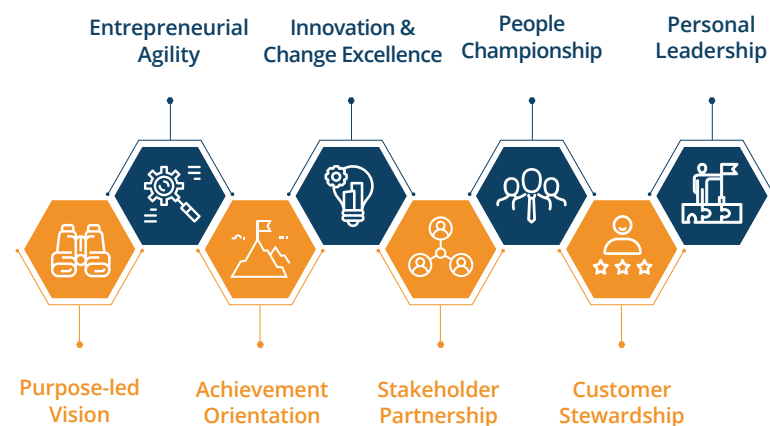 Entrepreneurial
Agility
Innovation &
Change Excellence
People
Championship
Personal
Leadership
Purpose-led
Vision
Achievement
Orientation
Stakeholder
Partnership
Customer
Stewardship